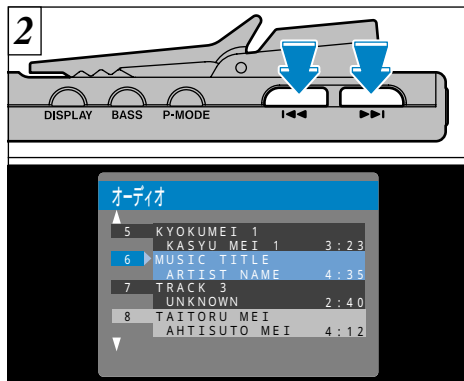 2
DISPLAY BASS P-MODE
オーディオ
5 KYOKUMEI 1
KASYU MEI 1 3:23
6 MUSIC TITLE
ARTIST NAME 4:35
7 TRACK 3
UNKNOWN 2:40
8 TAITORU MEI
AHTISUTO MEI 4:12